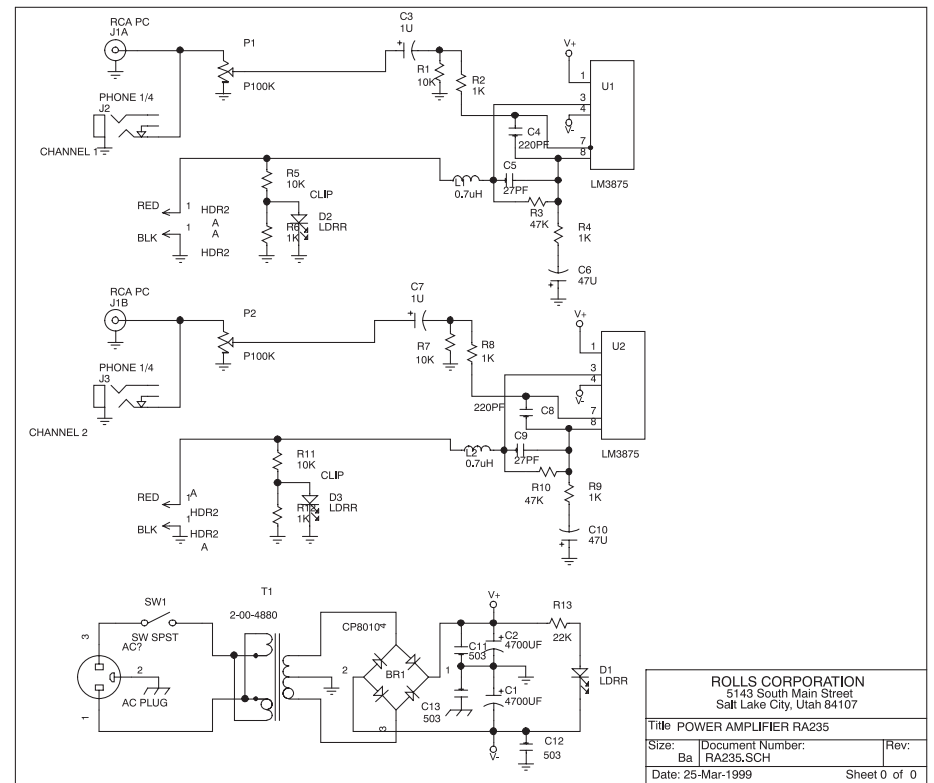 RCA PC
J1A
P1
P100K
PHONE 1/4
J2
CHANNEL 1
C3
1U
+
R1
10K
R2
1K
V+
1
3
4
V-
7
8
U1
LM3875
C4
220PF
C5
27PF
L1
0.7uH
R3
47K
R4
1K
C6
47U
+
R5
10K
CLIP
D2
LDRR
R6
1K
RED
1
HDR2
A
A
BLK
1
HDR2
RCA PC
J1B
P2
P100K
PHONE 1/4
J3
CHANNEL 2
C7
1U
+
R7
10K
R8
1K
V+
1
3
4
V-
7
8
U2
LM3875
220PF
C8
C9
27PF
L2
0.7uH
R10
47K
R9
1K
C10
47U
+
R11
10K
CLIP
D3
LDRR
1K
RED
1
A
HDR2
BLK
1
HDR2
A
SW1
SW SPST
AC?
3
2
1
AC PLUG
T1
2-00-4880
CP8010
2
BR1
1
3
V+
C11
503
+
C2
4700UF
C13
503
+
C1
4700UF
V-
C12
503
R13
22K
D1
LDRR
ROLLS CORPORATION
5143 South Main Street
Salt Lake City, Utah 84107
Title POWER AMPLIFIER RA235
Size: Document Number: Rev:
Ba RA235.SCH
Date: 25-Mar-1999 Sheet 0 of 0